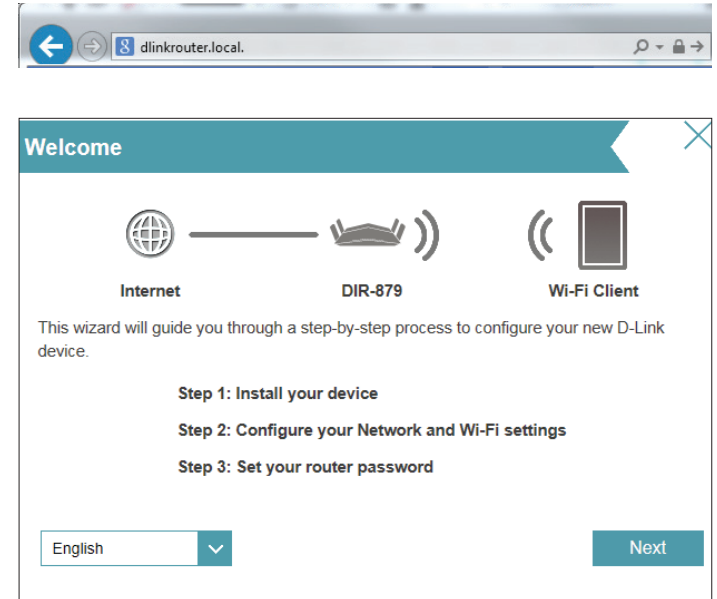 dlinkrouter.local.
Welcome
Internet
DIR-879
Wi-Fi Client
This wizard will guide you through a step-by-step process to configure your new D-Link
device.
Step 1: Install your device
Step 2: Configure your Network and Wi-Fi settings
Step 3: Set your router password
English
Next